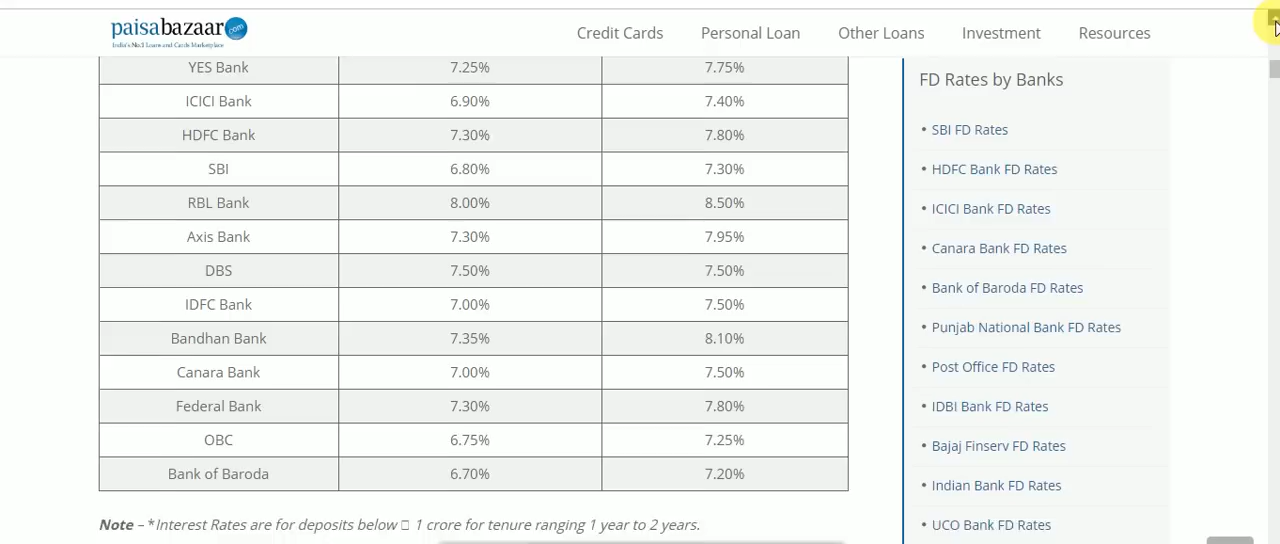 paisabazaar.com
India's No.1 Loans and Cards Marketplace
Credit Cards Personal Loan Other Loans Investment Resources
YES Bank 7.25% 7.75%
ICICI Bank 6.90% 7.40%
HDFC Bank 7.30% 7.80%
SBI 6.80% 7.30%
RBL Bank 8.00% 8.50%
Axis Bank 7.30% 7.95%
DBS 7.50% 7.50%
IDFC Bank 7.00% 7.50%
Bandhan Bank 7.35% 8.10%
Canara Bank 7.00% 7.50%
Federal Bank 7.30% 7.80%
OBC 6.75% 7.25%
Bank of Baroda 6.70% 7.20%
Note – *Interest Rates are for deposits below □ 1 crore for tenure ranging 1 year to 2 years.
FD Rates by Banks
• SBI FD Rates
• HDFC Bank FD Rates
• ICICI Bank FD Rates
• Canara Bank FD Rates
• Bank of Baroda FD Rates
• Punjab National Bank FD Rates
• Post Office FD Rates
• IDBI Bank FD Rates
• Bajaj Finserv FD Rates
• Indian Bank FD Rates
• UCO Bank FD Rates